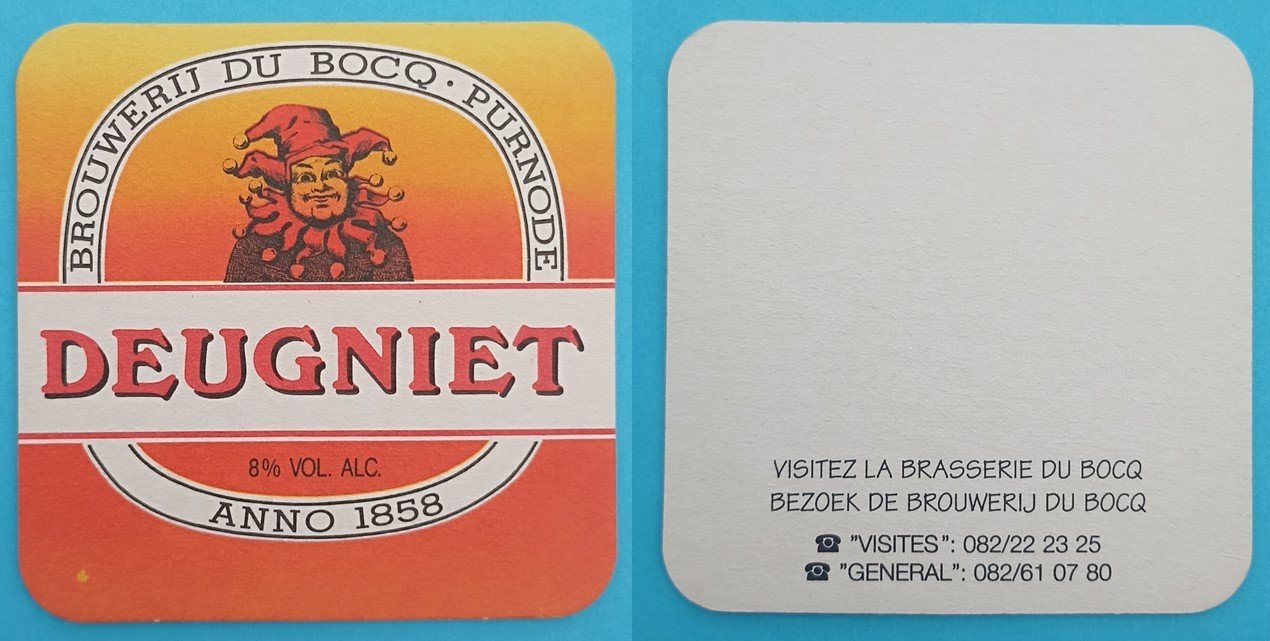 BROUWERIJ DU BOCQ · PURNODE
DEUGNIET
8% VOL. ALC.
ANNO 1858
VISITEZ LA BRASSERIE DU BOCQ
BEZOEK DE BROUWERIJ DU BOCQ
☎ "VISITES": 082/22 23 25
☎ "GENERAL": 082/61 07 80